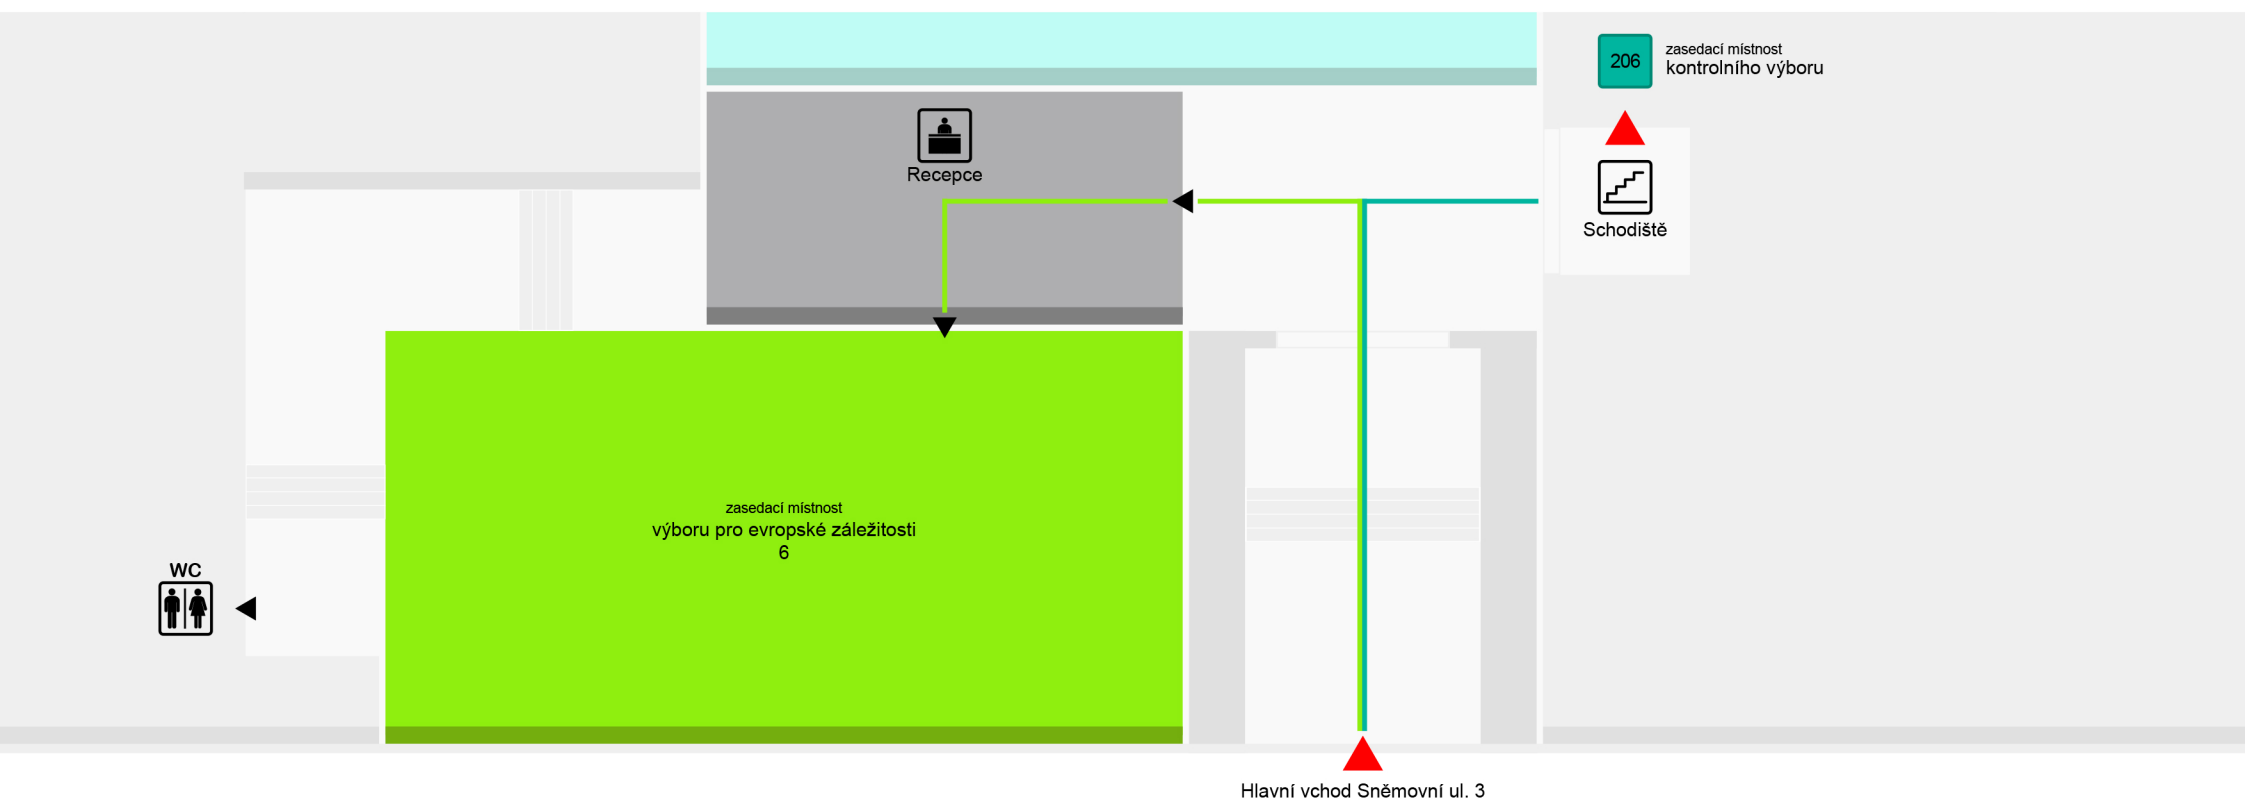 206
zasedací místnost
kontrolního výboru
Recepce
Schodiště
zasedací místnost
výboru pro evropské záležitosti
6
WC
Hlavní vchod Sněmovní ul. 3